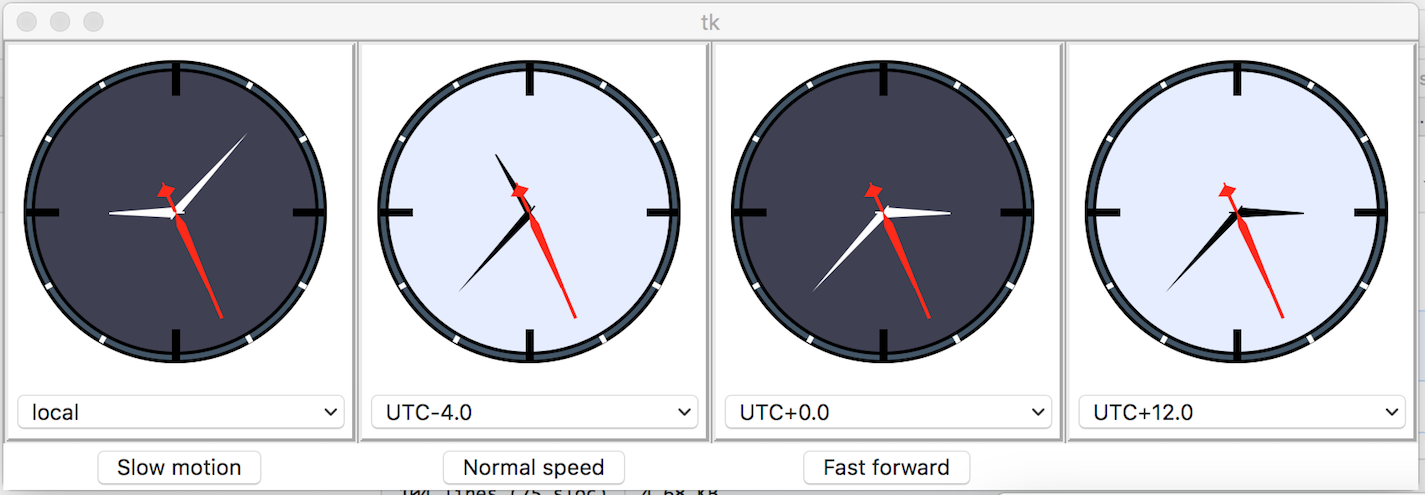 tk
local
UTC-4.0
UTC+0.0
UTC+12.0
Slow motion
Normal speed
Fast forward